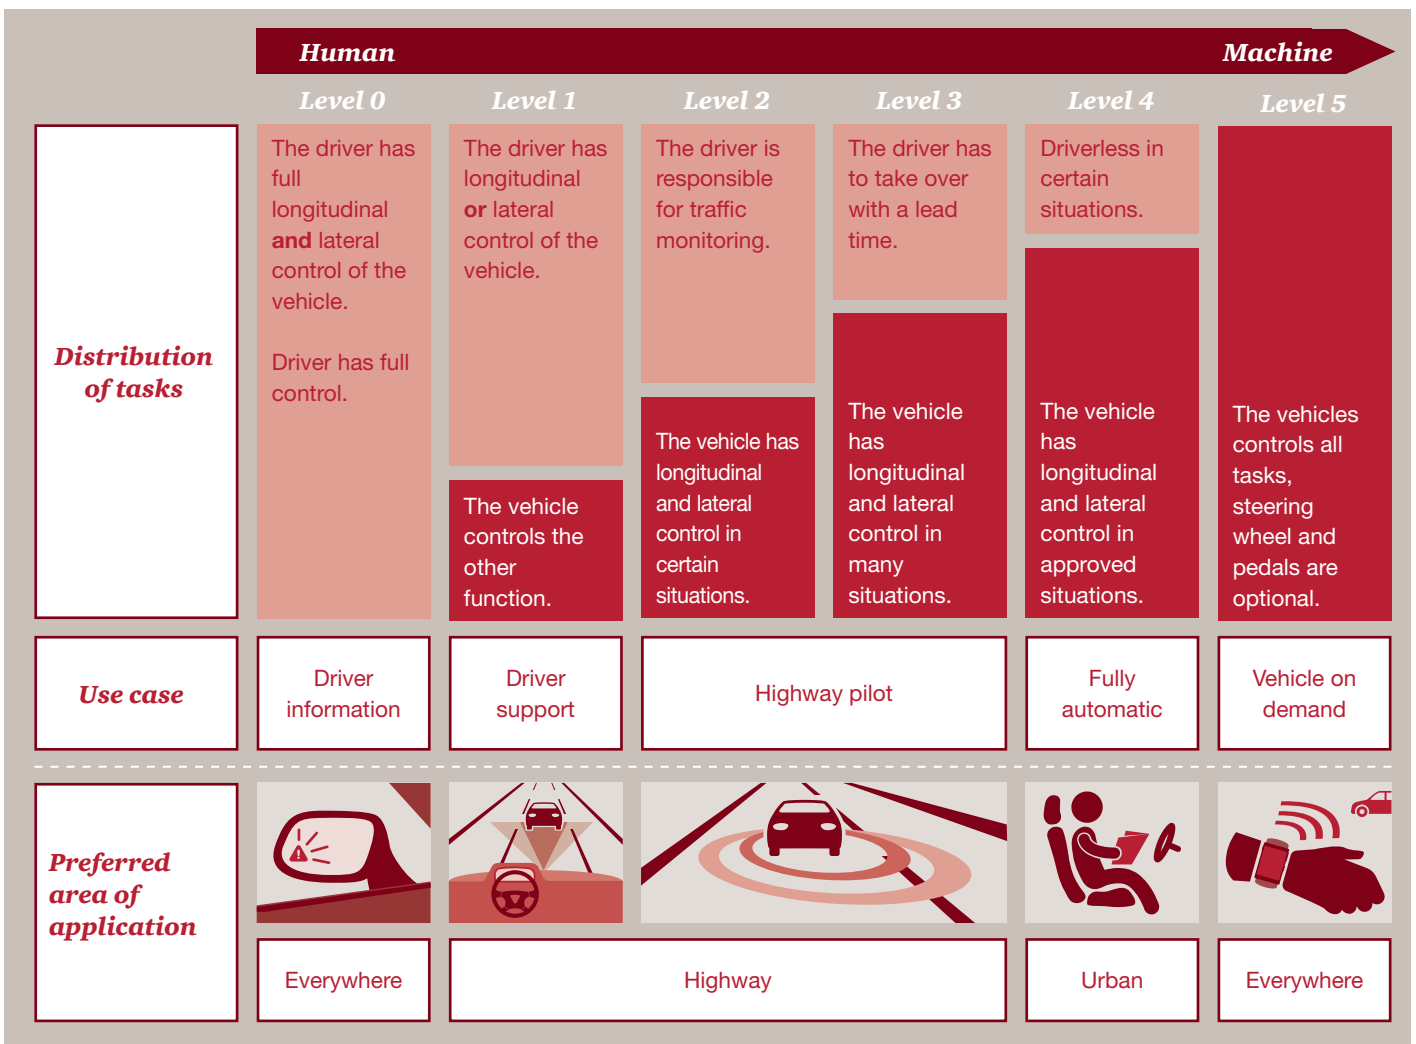 Human
Machine
Level 0
Level 1
Level 2
Level 3
Level 4
Level 5
Distribution
of tasks
The driver has
full
longitudinal
and lateral
control of the
vehicle.
Driver has full
control.
The driver has
longitudinal
or lateral
control of the
vehicle.
The vehicle
controls the
other
function.
The driver is
responsible
for traffic
monitoring.
The vehicle has
longitudinal
and lateral
control in
certain
situations.
The driver has
to take over
with a lead
time.
The vehicle
has
longitudinal
and lateral
control in
many
situations.
Driverless in
certain
situations.
The vehicle
has
longitudinal
and lateral
control in
approved
situations.
The vehicles
controls all
tasks,
steering
wheel and
pedals are
optional.
Use case
Driver
information
Driver
support
Highway pilot
Fully
automatic
Vehicle on
demand
Preferred
area of
application
Everywhere
Highway
Urban
Everywhere